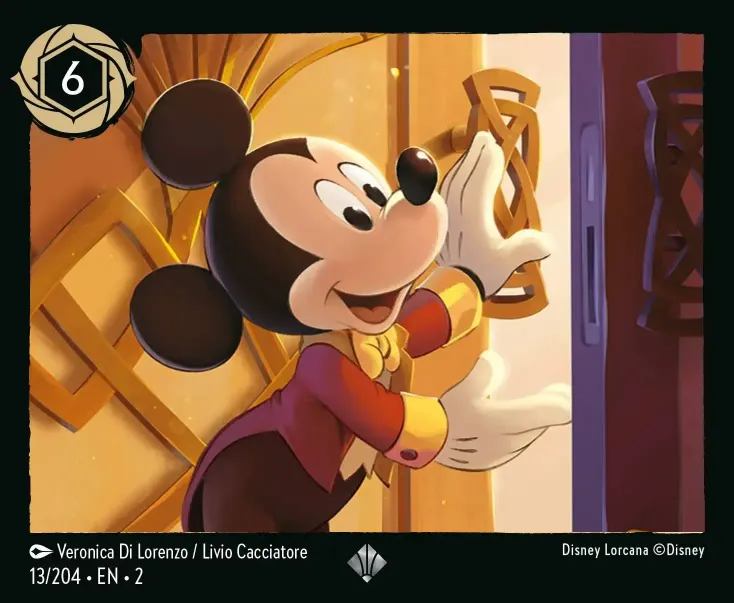 6
Veronica Di Lorenzo / Livio Cacciatore
Disney Lorcana ©Disney
13/204 • EN • 2